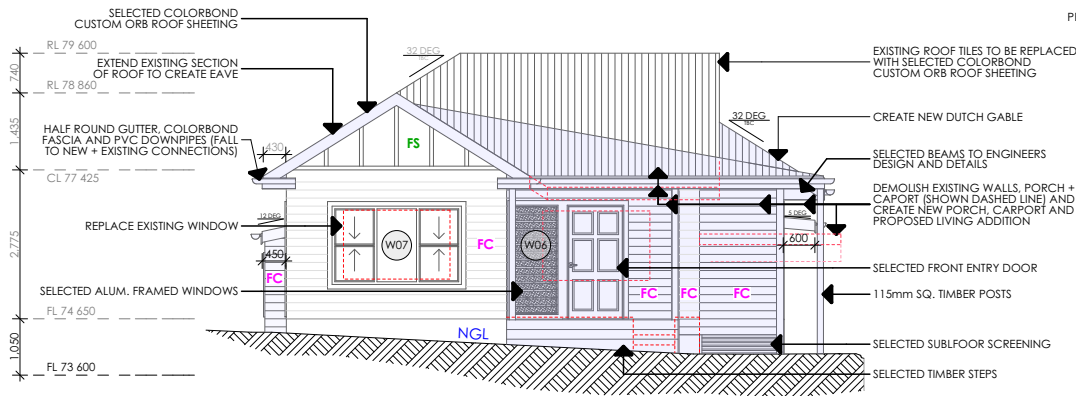 SELECTED COLORBOND
CUSTOM ORB ROOF SHEETING
RL 79 600
32 DEG
EXTEND EXISTING SECTION
OF ROOF TO CREATE EAVE
EXISTING ROOF TILES TO BE REPLACED
WITH SELECTED COLORBOND
CUSTOM ORB ROOF SHEETING
740
RL 78 860
32 DEG
TBC
CREATE NEW DUTCH GABLE
1.435
HALF ROUND GUTTER, COLORBOND
FASCIA AND PVC DOWNPIPES (FALL
TO NEW + EXISTING CONNECTIONS)
430
FS
SELECTED BEAMS TO ENGINEERS
DESIGN AND DETAILS
CL 77 425
DEMOLISH EXISTING WALLS, PORCH +
CAPORT (SHOWN DASHED LINE) AND
CREATE NEW PORCH, CARPORT AND
PROPOSED LIVING ADDITION
12 DEG
5 DEG
REPLACE EXISTING WINDOW
W07
FC
W06
600
2.775
450
FC
SELECTED FRONT ENTRY DOOR
SELECTED ALUM. FRAMED WINDOWS
FC
FC
FC
115mm SQ. TIMBER POSTS
FL 74 650
NGL
SELECTED SUBLFOOR SCREENING
1.050
FL 73 600
SELECTED TIMBER STEPS